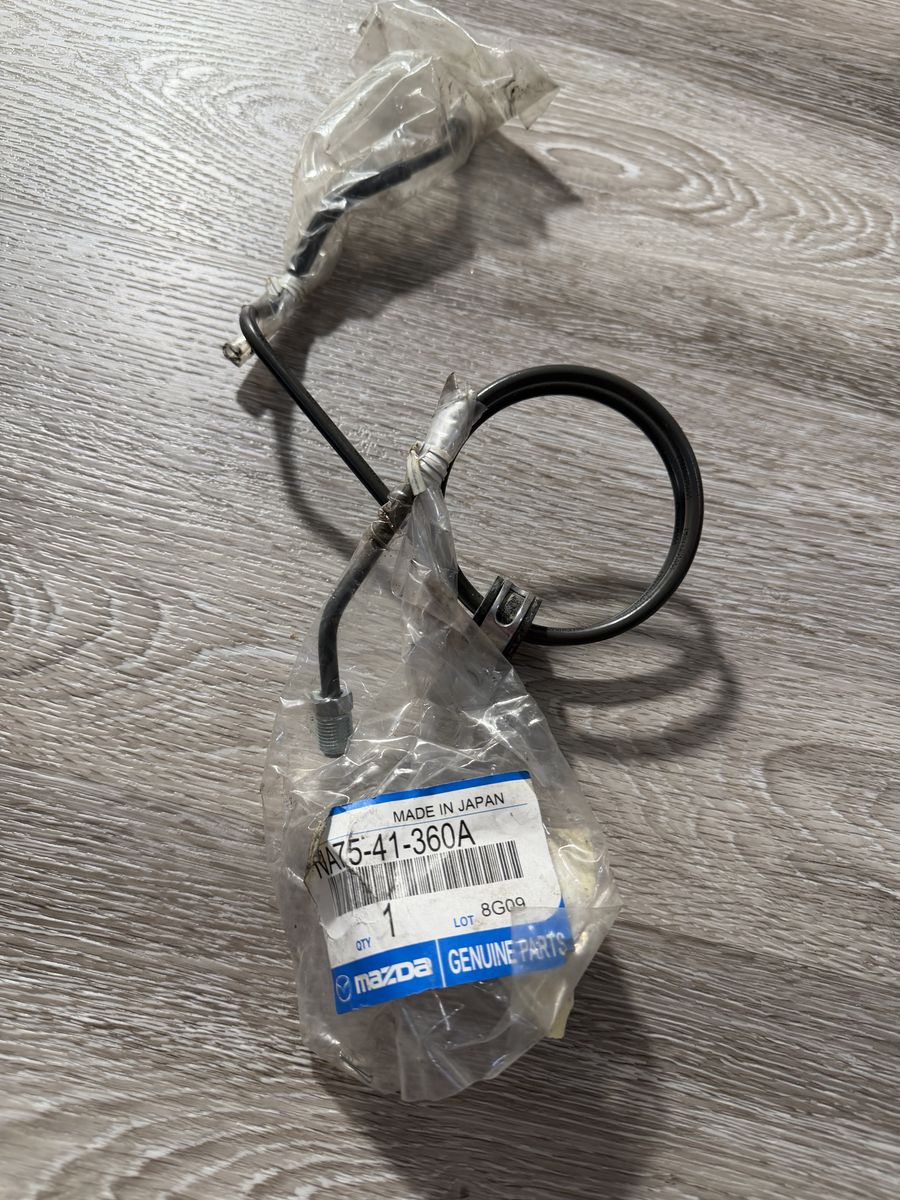 MADE IN JAPAN
NA75-41-360A
QTY 1 LOT 8G09
mazda GENUINE PARTS